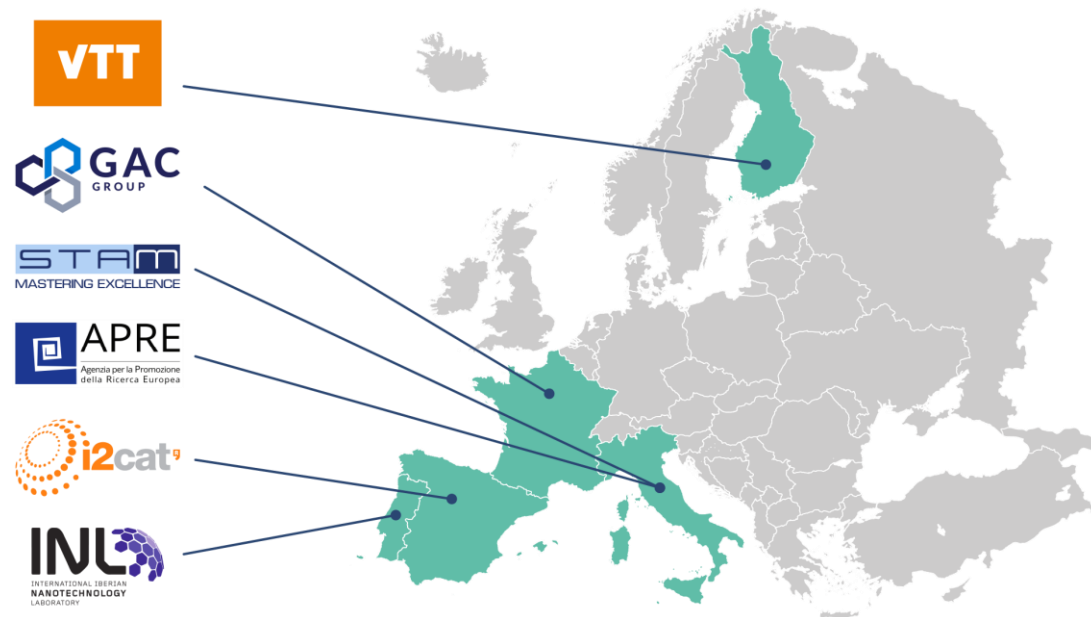 VTT
GAC
GROUP
STAM
MASTERING EXCELLENCE
APRE
Agenzia per la Promozione
della Ricerca Europea
i2cat
INL
INTERNATIONAL IBERIAN
NANOTECHNOLOGY
LABORATORY